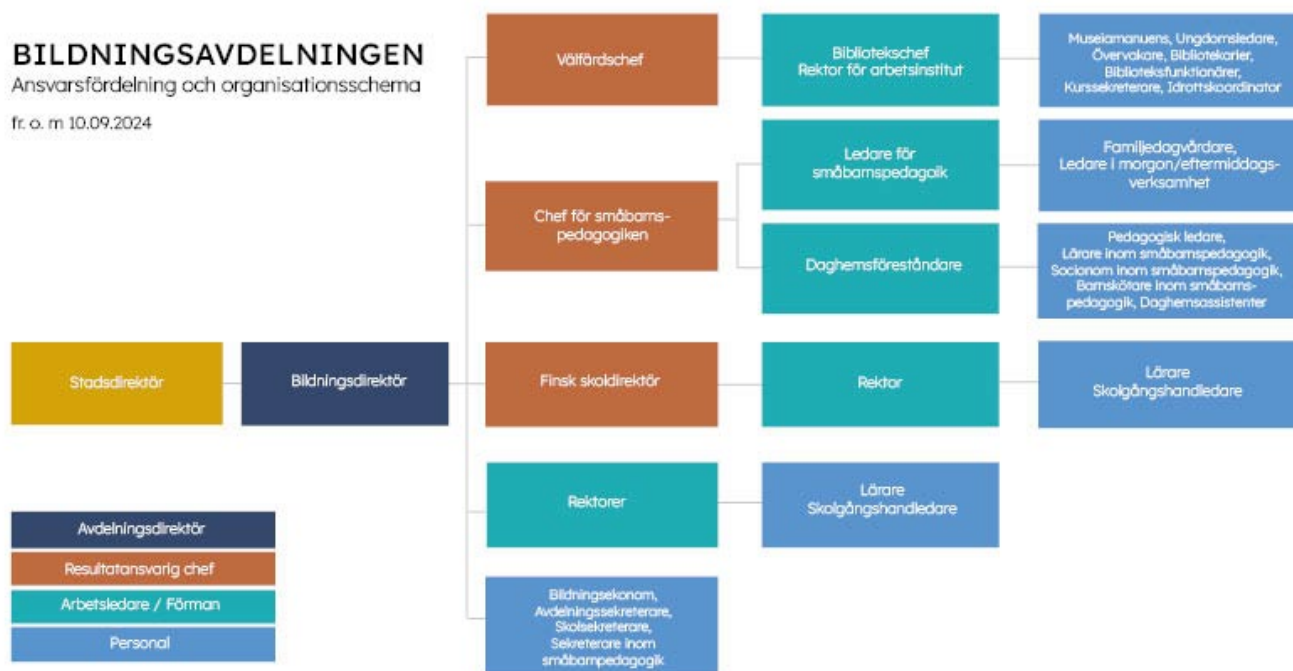 BILDNINGSAVDELNINGEN
Ansvarsfördelning och organisationsschema
fr. o. m 10.09.2024
Välfärdschef
Bibliotekschef
Rektor för arbetsinstitut
Museiamanuens, Ungdomsledare,
Övervakare, Bibliotekarier,
Biblioteksfunktionärer,
Kurssekreterare, Idrottskoordinator
Chef för småbarns-
pedagogiken
Ledare för
småbarnspedagoik
Familjedagvårdare,
Ledare i morgon/eftermiddags-
verksamhet
Daghemsföreståndare
Pedagogisk ledare,
Lärare inom småbarnspedagogik,
Socionom inom småbarnspedagogik,
Barnskötare inom småbarns-
pedagogik, Daghemsassistenter
Stadsdirektör
Bildningsdirektör
Finsk skoldirektör
Rektor
Lärare
Skolgångshandledare
Rektorer
Lärare
Skolgångshandledare
Bildningsekonom,
Avdelningssekreterare,
Skolsekreterare,
Sekreterare inom
småbarnpedagogik
Avdelningsdirektör
Resultatansvarig chef
Arbetsledare / Förman
Personal